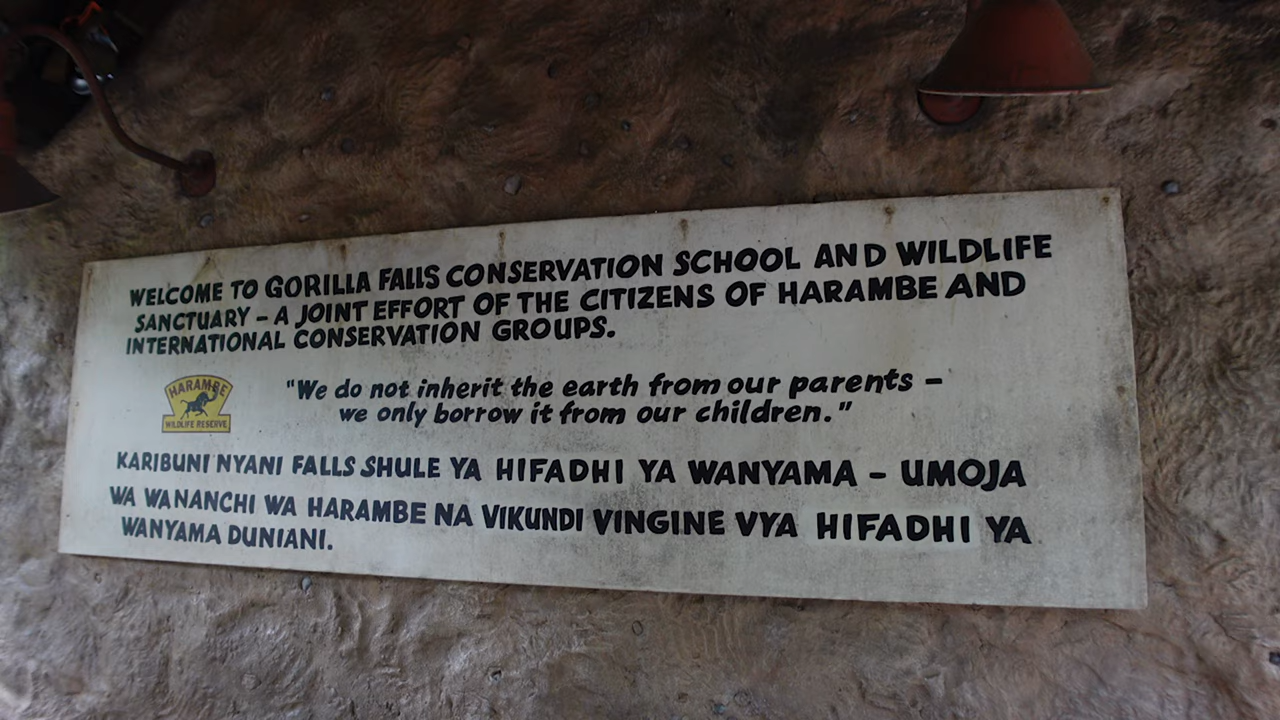 WELCOME TO GORILLA FALLS CONSERVATION SCHOOL AND WILDLIFE
SANCTUARY – A JOINT EFFORT OF THE CITIZENS OF HARAMBE AND
INTERNATIONAL CONSERVATION GROUPS.
HARAMBE
WILDLIFE RESERVE
"We do not inherit the earth from our parents –
we only borrow it from our children."
KARIBUNI NYANI FALLS SHULE YA HIFADHI YA WANYAMA – UMOJA
WA WANANCHI WA HARAMBE NA VIKUNDI VINGINE VYA HIFADHI YA
WANYAMA DUNIANI.